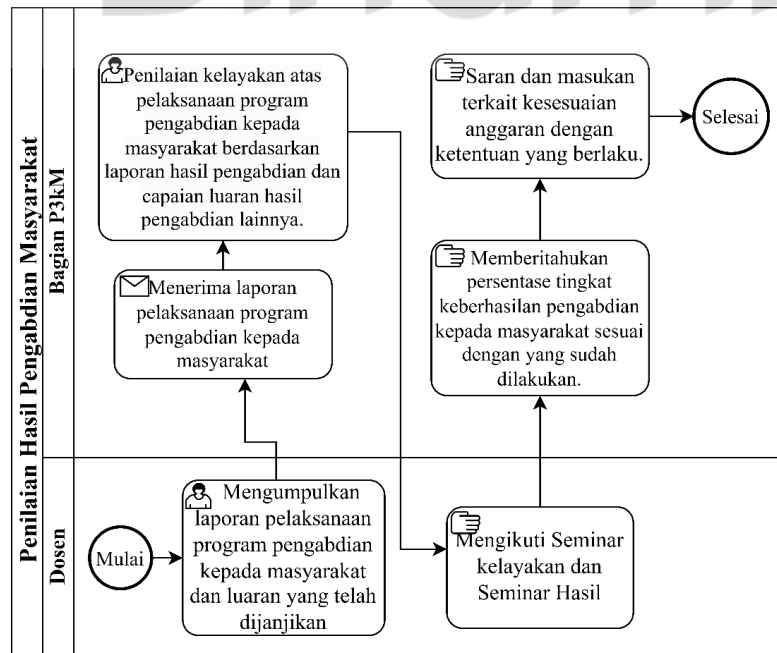 Penilaian Hasil Pengabdian Masyarakat
Bagian P3kM
Penilaian kelayakan atas
pelaksanaan program
pengabdian kepada
masyarakat berdasarkan
laporan hasil pengabdian dan
capaian luaran hasil
pengabdian lainnya.
Saran dan masukan
terkait kesesuaian
anggaran dengan
ketentuan yang berlaku.
Selesai
Menerima laporan
pelaksanaan program
pengabdian kepada
masyarakat
Memberitahukan
persentase tingkat
keberhasilan pengabdian
kepada masyarakat sesuai
dengan yang sudah
dilakukan.
Dosen
Mulai
Mengumpulkan
laporan pelaksanaan
program pengabdian
kepada masyarakat
dan luaran yang telah
dijanjikan
Mengikuti Seminar
kelayakan dan
Seminar Hasil